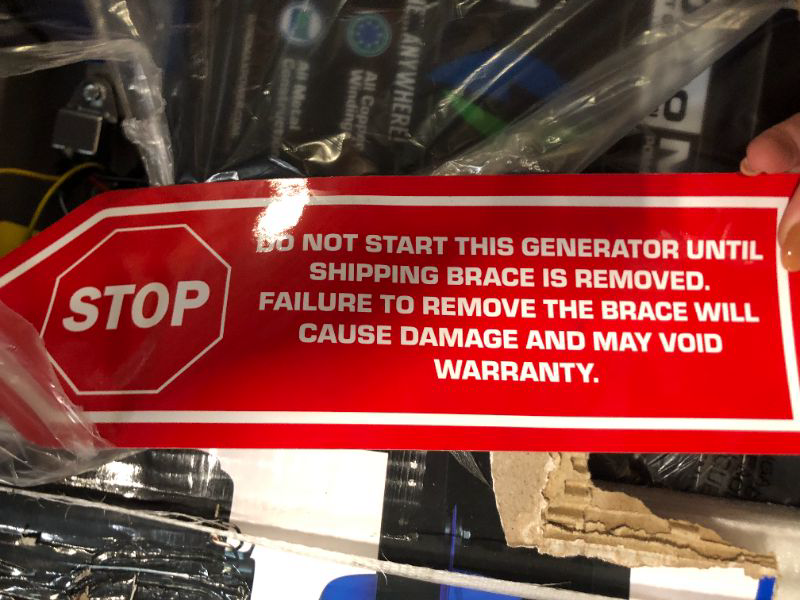 STOP
DO NOT START THIS GENERATOR UNTIL
SHIPPING BRACE IS REMOVED.
FAILURE TO REMOVE THE BRACE WILL
CAUSE DAMAGE AND MAY VOID
WARRANTY.
ANYWHERE
All Metal
All Copper